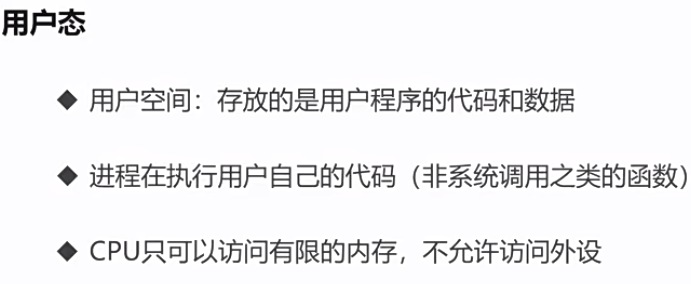 用户态
◆ 用户空间：存放的是用户程序的代码和数据
◆ 进程在执行用户自己的代码（非系统调用之类的函数）
◆ CPU只可以访问有限的内存，不允许访问外设